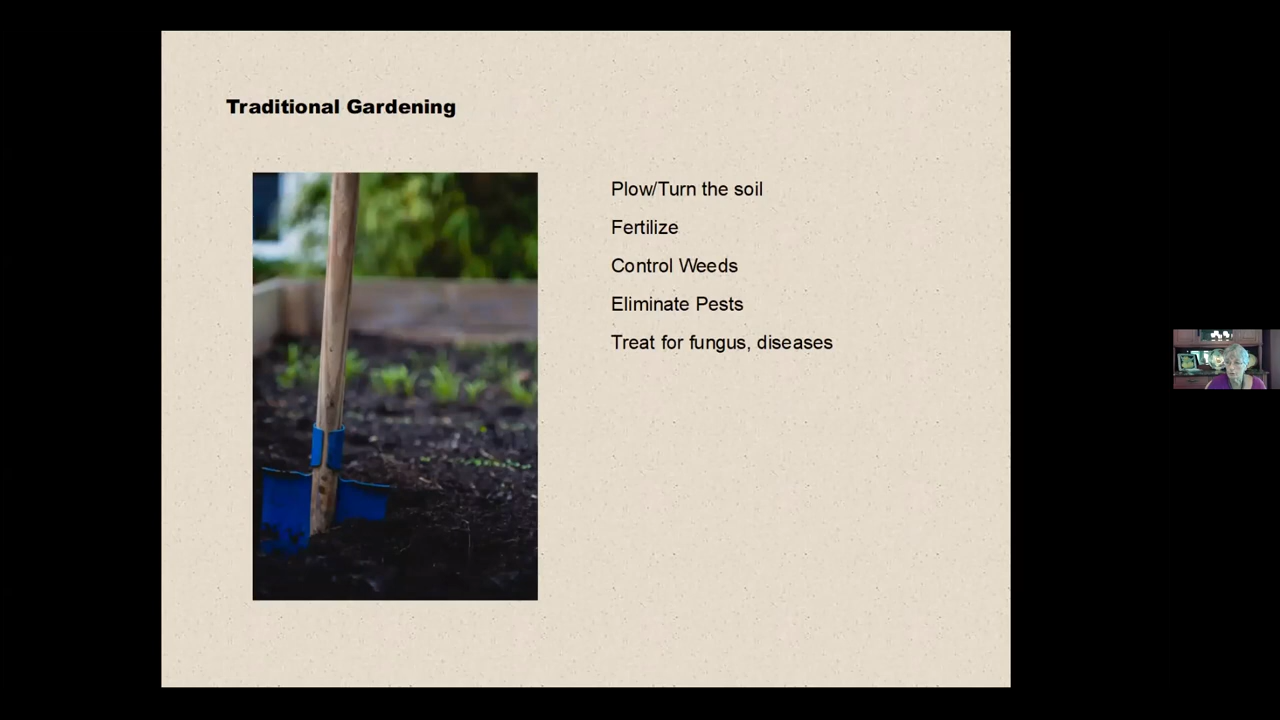 Traditional Gardening
Plow/Turn the soil
Fertilize
Control Weeds
Eliminate Pests
Treat for fungus, diseases